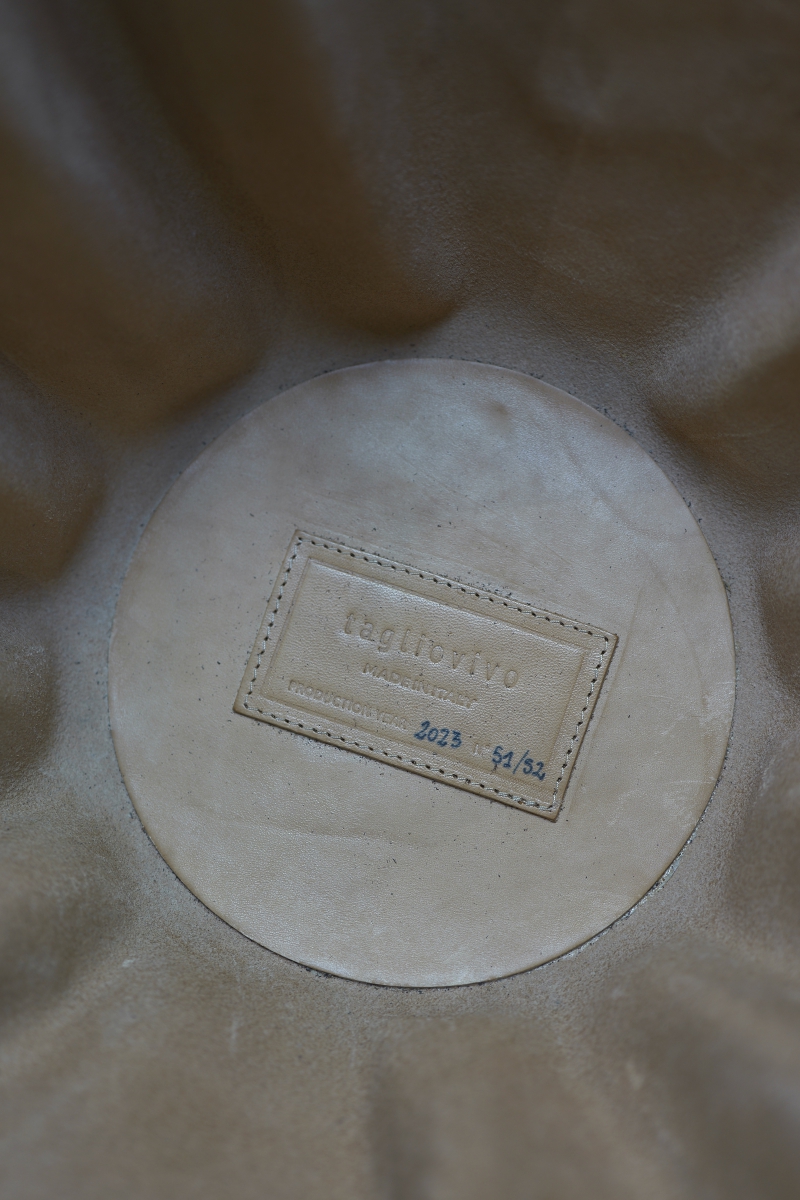 tagliovivo
MADE IN ITALY
PRODUCTION YEAR 2023 N° 51/52